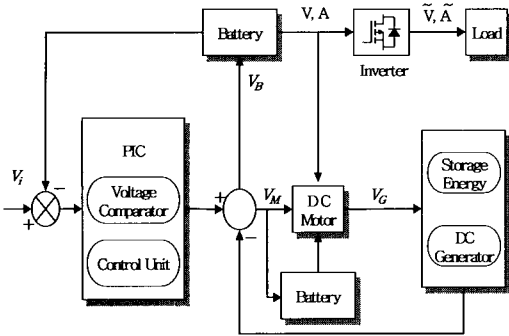 Battery
V, A
Ṽ, Ã
Load
Inverter
V_B
PIC
V_i
−
+
Voltage
Comparator
Control Unit
+
−
V_M
DC
Motor
V_G
Storage
Energy
DC
Generator
Battery